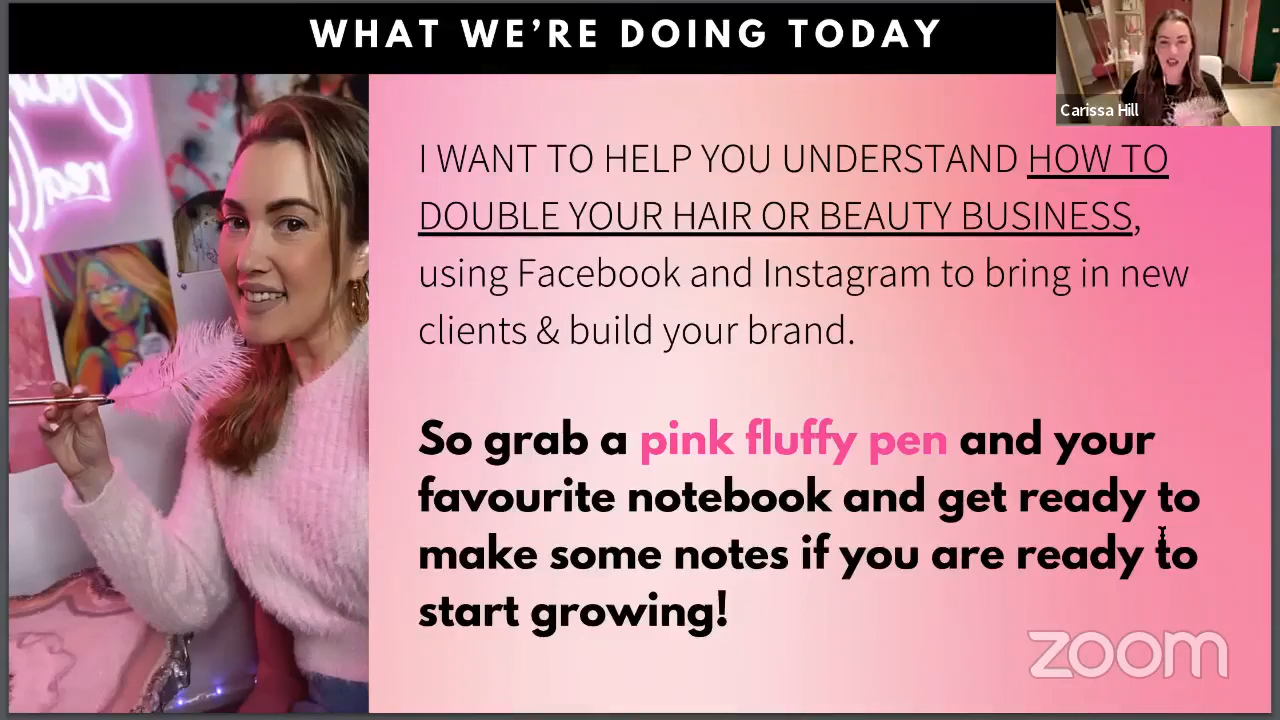 WHAT WE’RE DOING TODAY
Carissa Hill
I WANT TO HELP YOU UNDERSTAND HOW TO
DOUBLE YOUR HAIR OR BEAUTY BUSINESS,
using Facebook and Instagram to bring in new
clients & build your brand.
So grab a pink fluffy pen and your
favourite notebook and get ready to
make some notes if you are ready to
start growing!
zoom